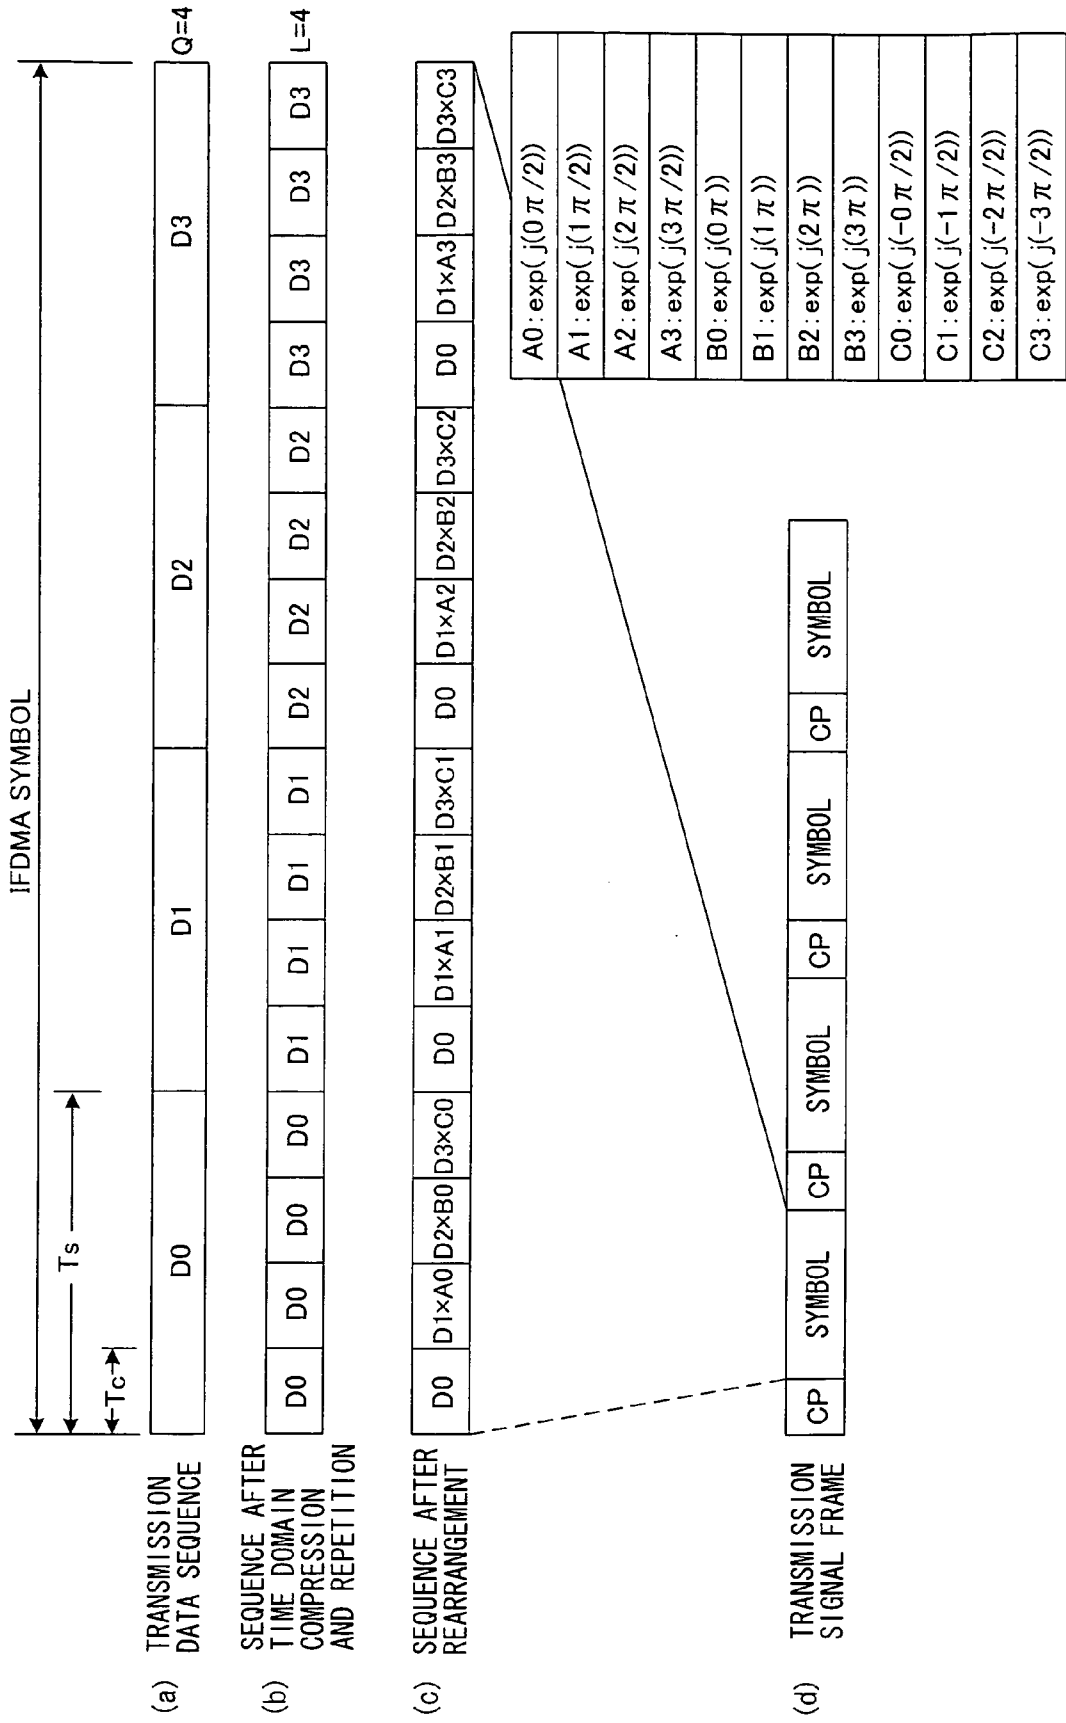 IFDMA SYMBOL
Ts
Tc
(a) TRANSMISSION
DATA SEQUENCE
D0 D1 D2 D3 Q=4
(b) SEQUENCE AFTER
TIME DOMAIN
COMPRESSION
AND REPETITION
D0 D0 D0 D0 D1 D1 D1 D1 D2 D2 D2 D2 D3 D3 D3 D3 L=4
(c) SEQUENCE AFTER
REARRANGEMENT
D0 D1×A0 D2×B0 D3×C0 D0 D1×A1 D2×B1 D3×C1 D0 D1×A2 D2×B2 D3×C2 D0 D1×A3 D2×B3 D3×C3
A0:exp(j(0π/2))
A1:exp(j(1π/2))
A2:exp(j(2π/2))
A3:exp(j(3π/2))
B0:exp(j(0π))
B1:exp(j(1π))
B2:exp(j(2π))
B3:exp(j(3π))
C0:exp(j(-0π/2))
C1:exp(j(-1π/2))
C2:exp(j(-2π/2))
C3:exp(j(-3π/2))
(d) TRANSMISSION
SIGNAL FRAME
CP SYMBOL CP SYMBOL CP SYMBOL CP SYMBOL